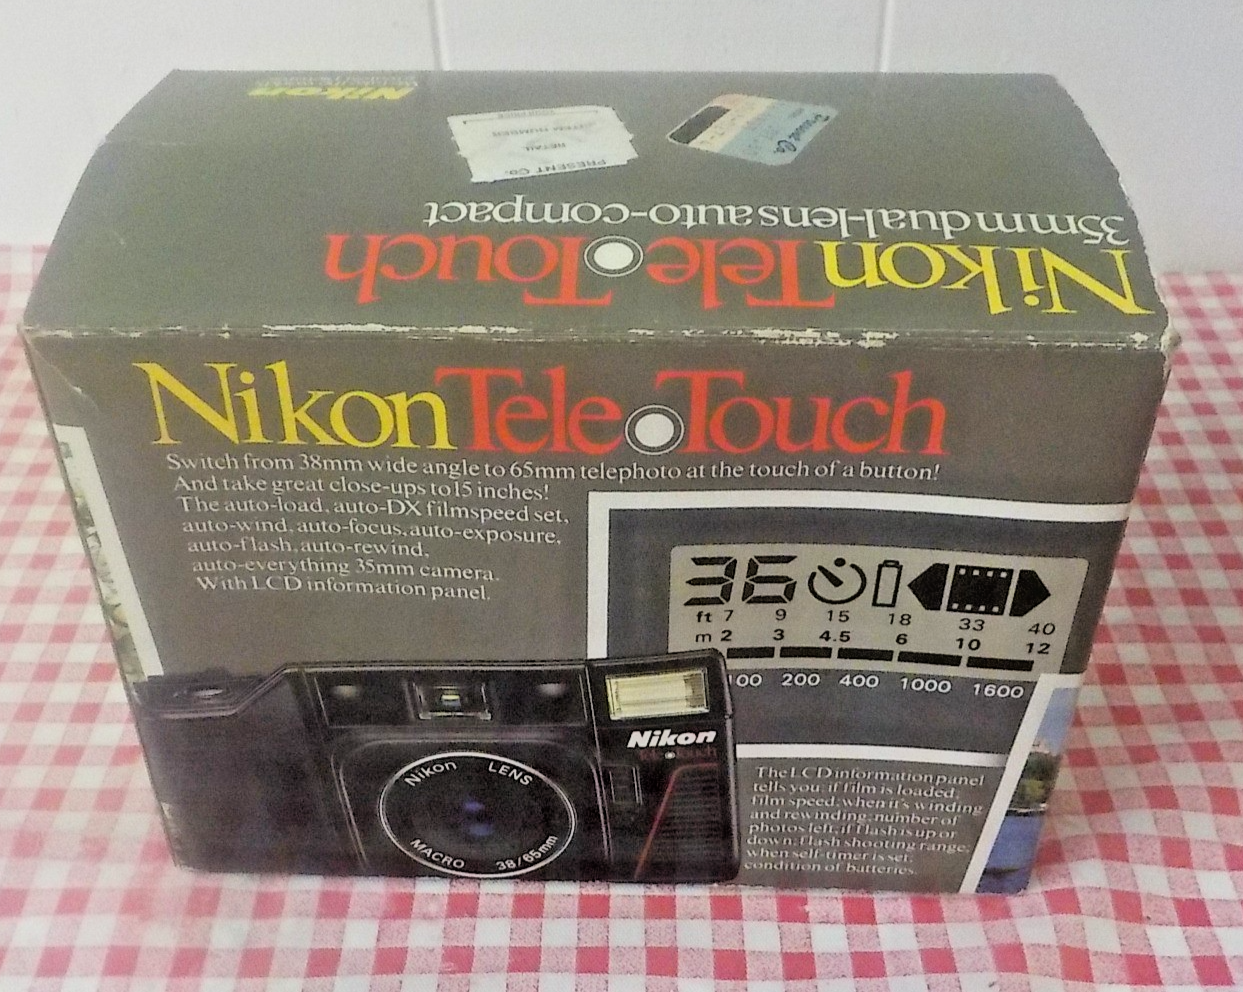 Nikon
PRESENT Co.
RETAIL
ITEM NUMBER
35mm dual-lens auto-compact
Nikon Tele Touch
Nikon Tele Touch
Switch from 38mm wide angle to 65mm telephoto at the touch of a button!
And take great close-ups to 15 inches!
The auto-load, auto-DX filmspeed set,
auto-wind, auto-focus, auto-exposure,
auto-flash, auto-rewind,
auto-everything 35mm camera.
With LCD information panel.
36
ft 7 9 15 18 33 40
m 2 3 4.5 6 10 12
100 200 400 1000 1600
Nikon
Touch
Nikon LENS
MACRO 38/65mm
The LCD information panel
tells you: if film is loaded;
film speed; when it's winding
and rewinding; number of
photos left; if flash is up or
down; flash shooting range;
when self-timer is set;
condition of batteries.